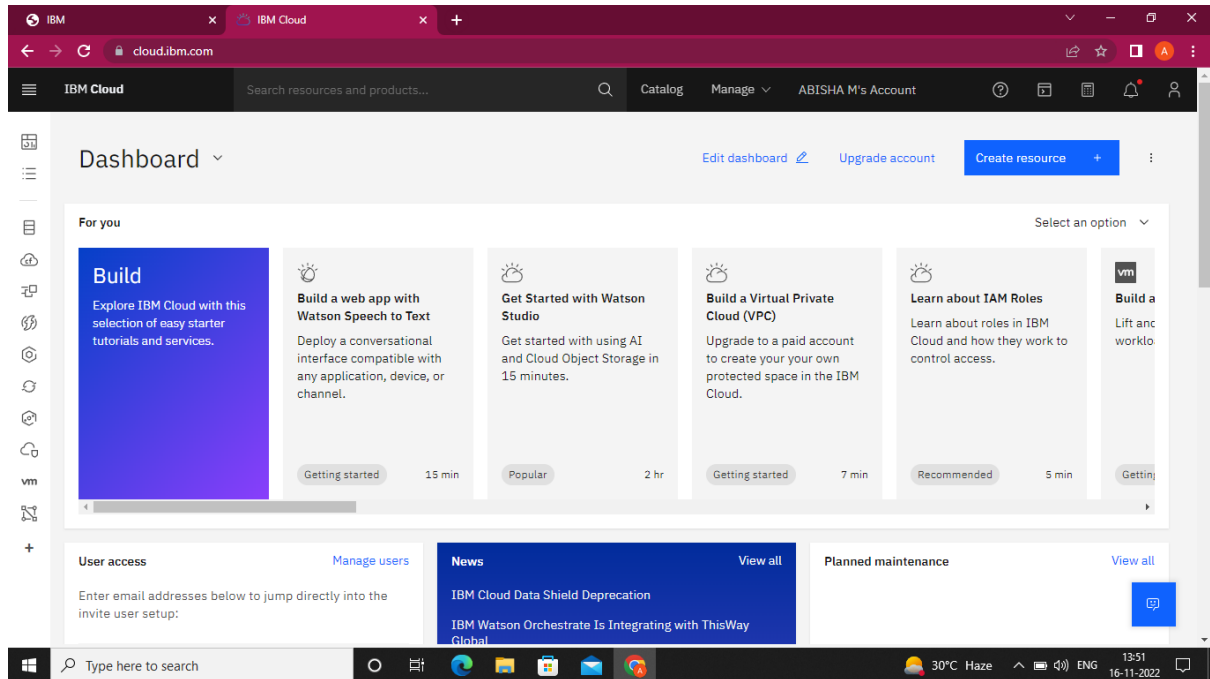 IBM
IBM Cloud
cloud.ibm.com
A
IBM Cloud
Search resources and products...
Catalog
Manage
ABISHA M's Account
Dashboard
Edit dashboard
Upgrade account
Create resource +
For you
Select an option
Build
Explore IBM Cloud with this
selection of easy starter
tutorials and services.
Build a web app with
Watson Speech to Text
Deploy a conversational
interface compatible with
any application, device, or
channel.
Getting started
15 min
Get Started with Watson
Studio
Get started with using AI
and Cloud Object Storage in
15 minutes.
Popular
2 hr
Build a Virtual Private
Cloud (VPC)
Upgrade to a paid account
to create your your own
protected space in the IBM
Cloud.
Getting started
7 min
Learn about IAM Roles
Learn about roles in IBM
Cloud and how they work to
control access.
Recommended
5 min
vm
Build a
Lift and
worklo
Getting
vm
User access
Manage users
Enter email addresses below to jump directly into the
invite user setup:
News
View all
IBM Cloud Data Shield Deprecation
IBM Watson Orchestrate Is Integrating with ThisWay
Global
Planned maintenance
View all
Type here to search
30°C Haze
ENG
13:51
16-11-2022